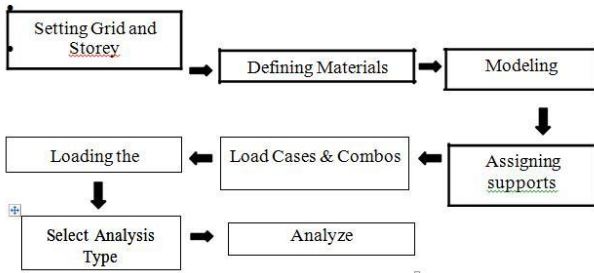 Setting Grid and
Storey
Defining Materials
Modeling
Assigning
supports
Load Cases & Combos
Loading the
Select Analysis
Type
Analyze